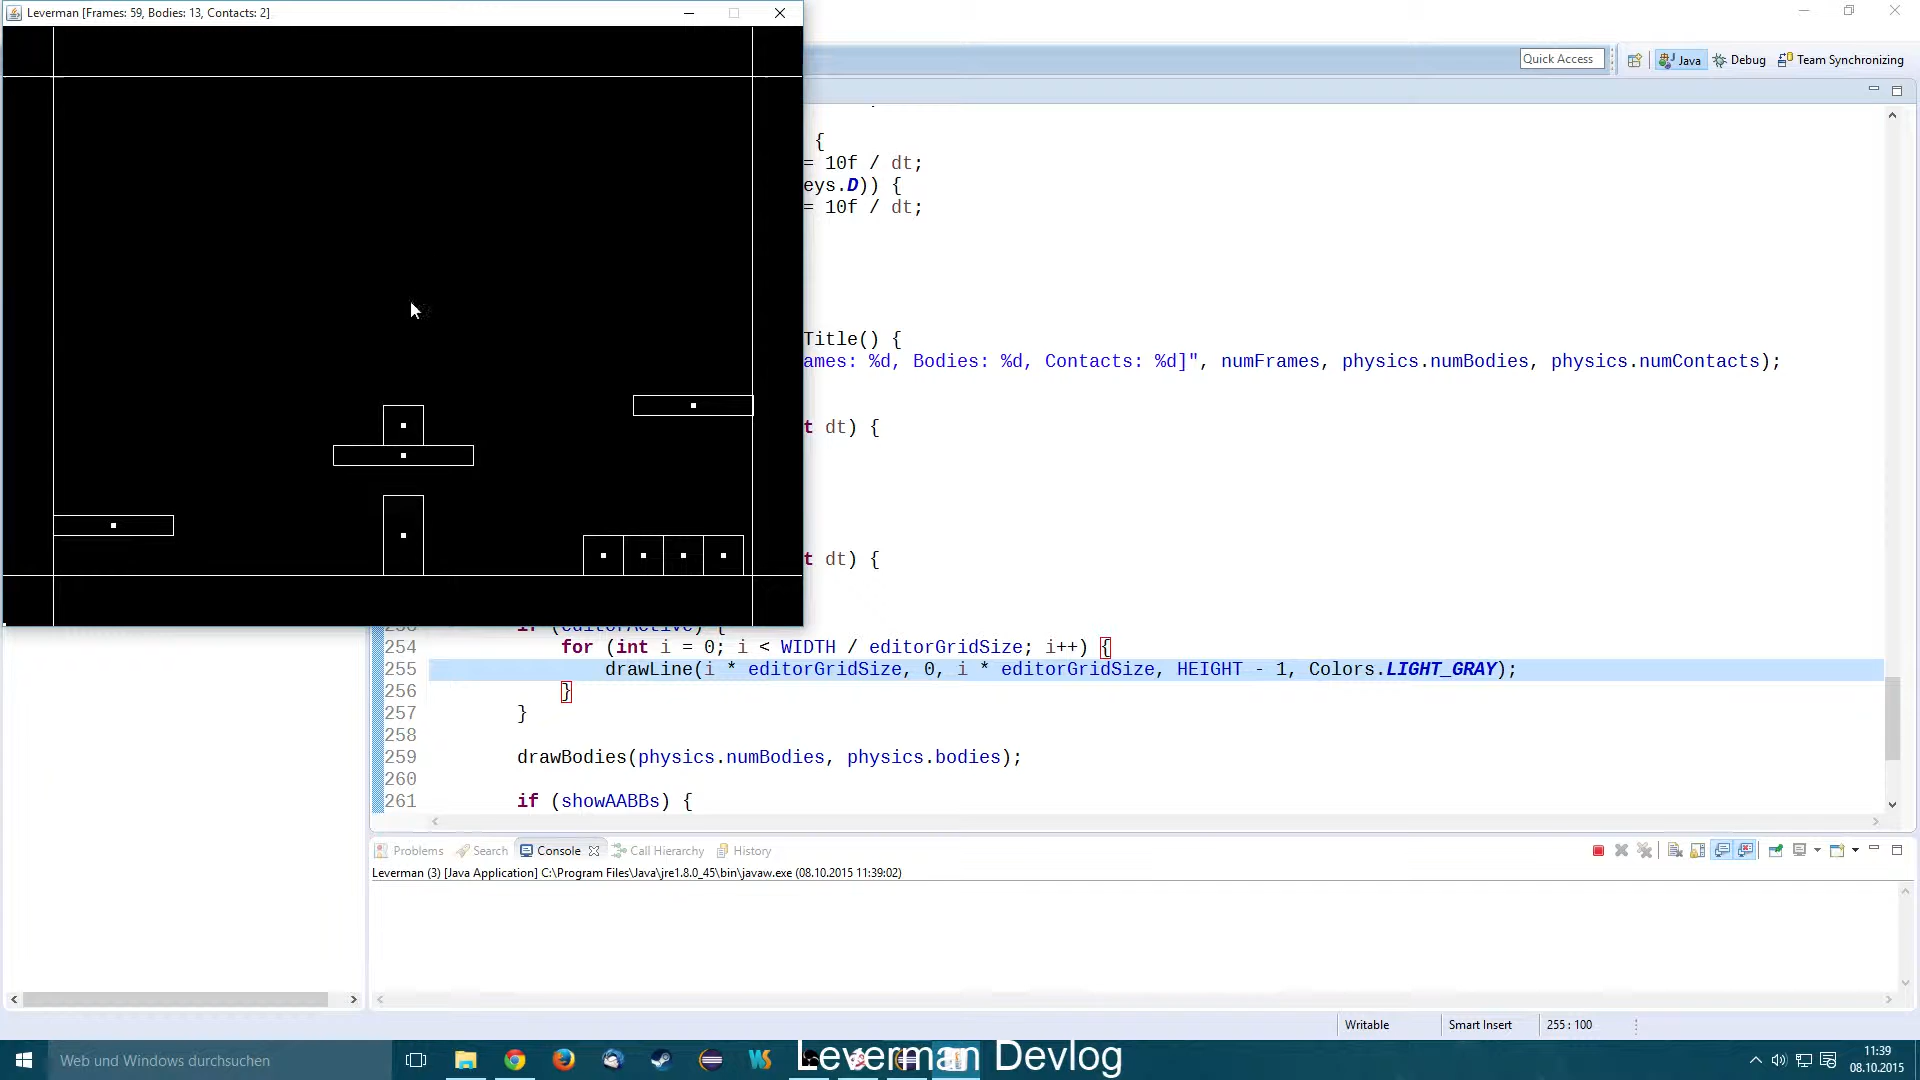 Leverman [Frames: 59, Bodies: 13, Contacts: 2]
Quick Access
Java
Debug
Team Synchronizing
{
= 10f / dt;
eys.D)) {
= 10f / dt;
Title() {
ames: %d, Bodies: %d, Contacts: %d]", numFrames, physics.numBodies, physics.numContacts);
t dt) {
t dt) {
if (editorActive) {
254 for (int i = 0; i < WIDTH / editorGridSize; i++) {
255 drawLine(i * editorGridSize, 0, i * editorGridSize, HEIGHT - 1, Colors.LIGHT_GRAY);
256 }
257 }
258
259 drawBodies(physics.numBodies, physics.bodies);
260
261 if (showAABBs) {
Problems Search Console Call Hierarchy History
Leverman (3) [Java Application] C:\Program Files\Java\jre1.8.0_45\bin\javaw.exe (08.10.2015 11:39:02)
Writable Smart Insert 255 : 100
Web und Windows durchsuchen
Leverman Devlog
11:39
08.10.2015